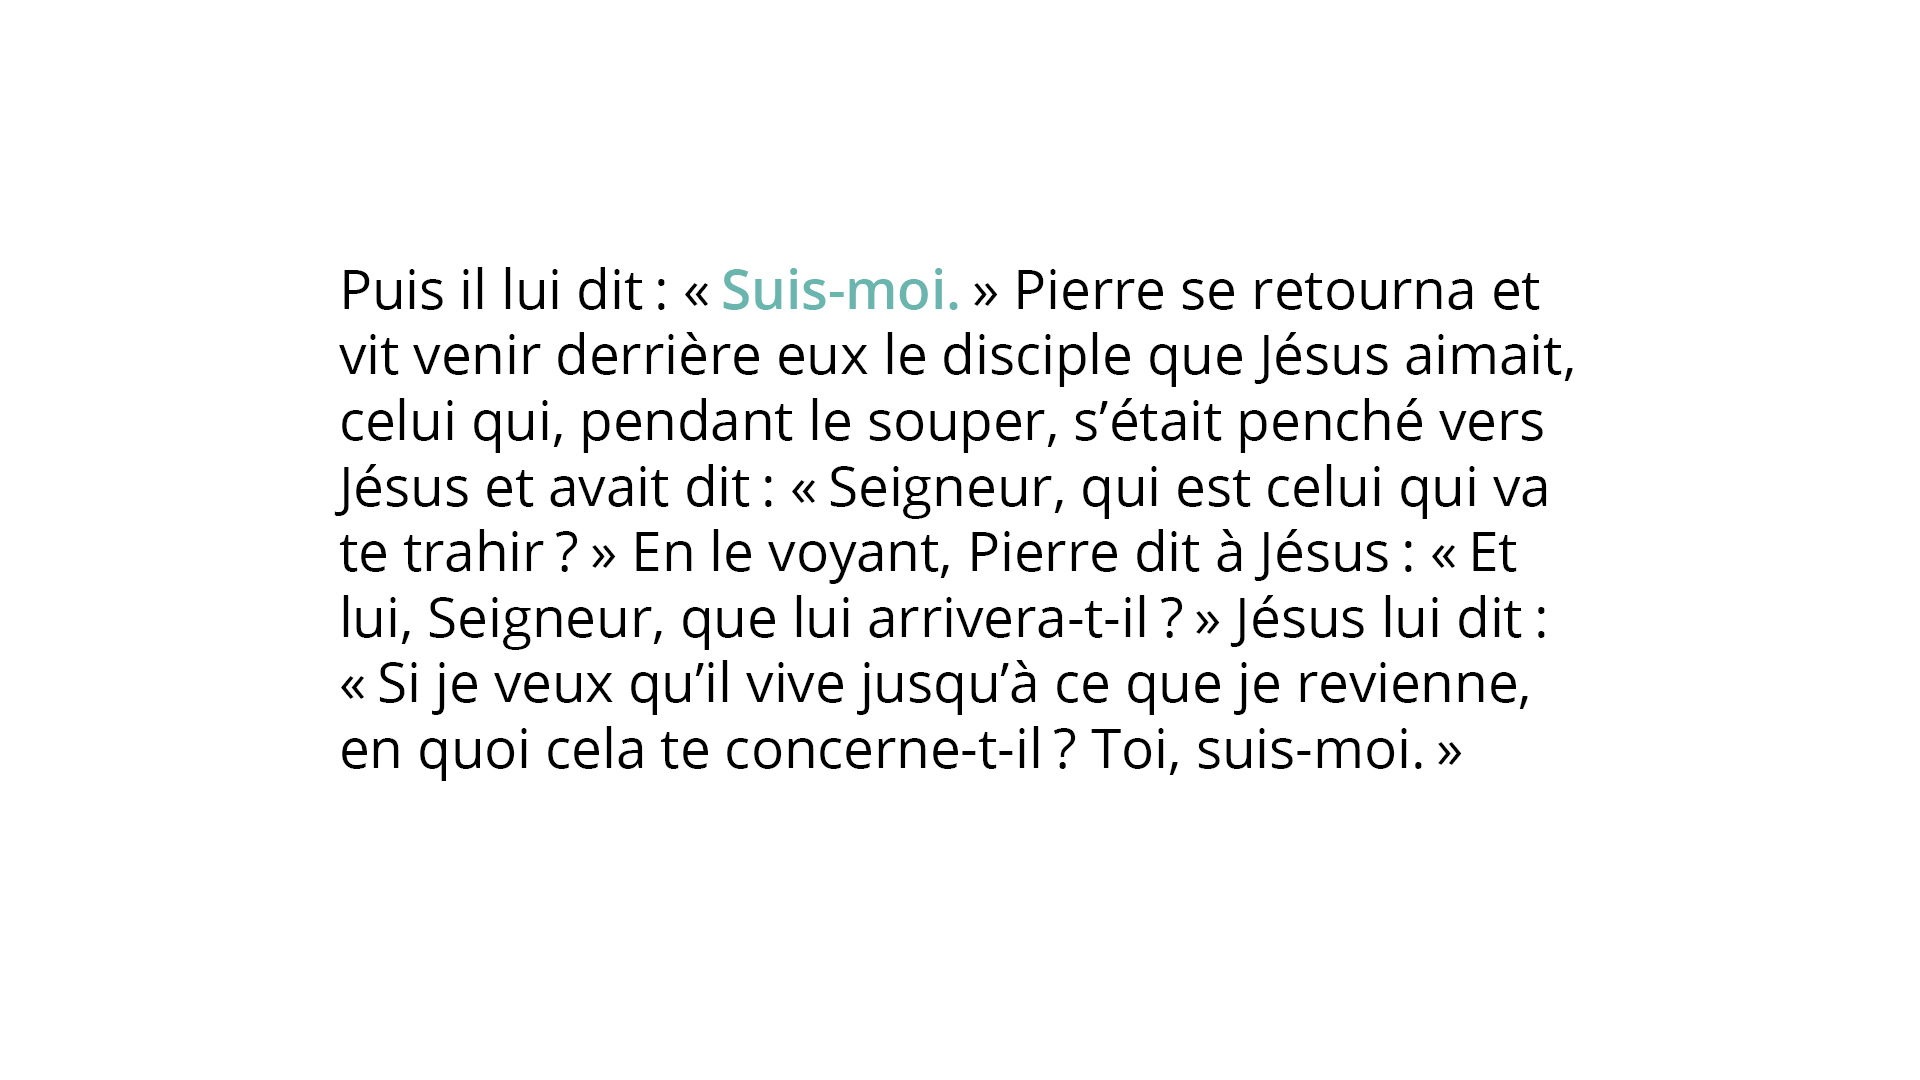 Puis il lui dit : « Suis-moi. » Pierre se retourna et
vit venir derrière eux le disciple que Jésus aimait,
celui qui, pendant le souper, s’était penché vers
Jésus et avait dit : « Seigneur, qui est celui qui va
te trahir ? » En le voyant, Pierre dit à Jésus : « Et
lui, Seigneur, que lui arrivera-t-il ? » Jésus lui dit :
« Si je veux qu’il vive jusqu’à ce que je revienne,
en quoi cela te concerne-t-il ? Toi, suis-moi. »